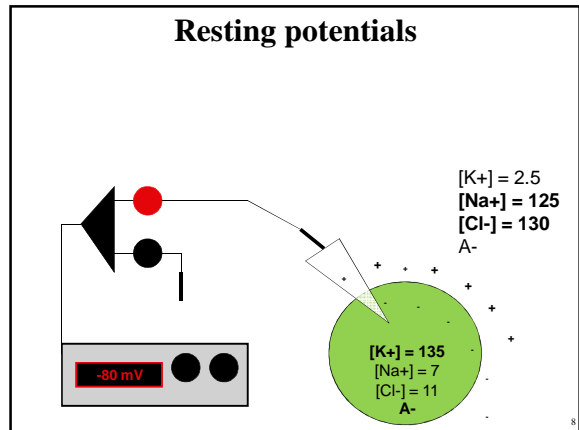 Resting potentials
[K+] = 2.5
[Na+] = 125
[Cl-] = 130
A-
[K+] = 135
[Na+] = 7
[Cl-] = 11
A-
-80 mV
8